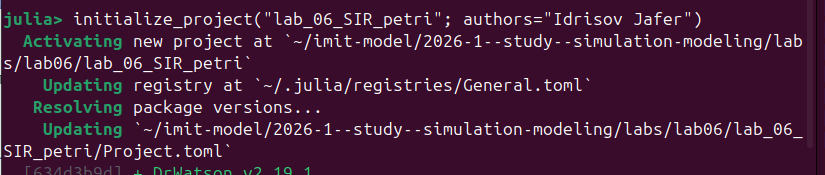 julia> initialize_project("lab_06_SIR_petri"; authors="Idrisov Jafer")
  Activating new project at `~/imit-model/2026-1--study--simulation-modeling/lab
s/lab06/lab_06_SIR_petri`
    Updating registry at `~/.julia/registries/General.toml`
   Resolving package versions...
    Updating `~/imit-model/2026-1--study--simulation-modeling/labs/lab06/lab_06_
SIR_petri/Project.toml`
  [634d3b9d] + DrWatson v2.19.1